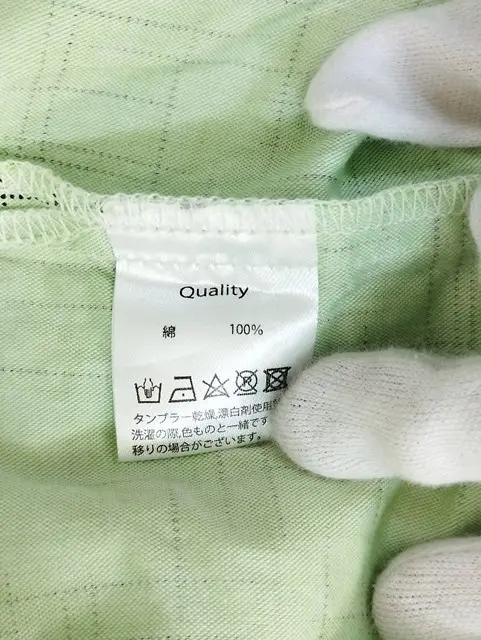 Quality
綿 100%
タンブラー乾燥,漂白剤使用
洗濯の際,色ものと一緒です
移りの場合がございます。